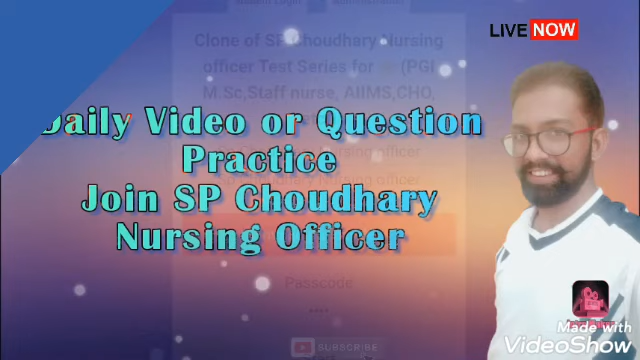 LIVE NOW
Clone of SP Choudhary Nursing
officer Test Series for (PGI
M.Sc,Staff nurse, AIIMS,CHO,
Daily Video or Question
Practice
Join SP Choudhary
Nursing Officer
Passcode
SUBSCRIBE
Made with
VideoShow